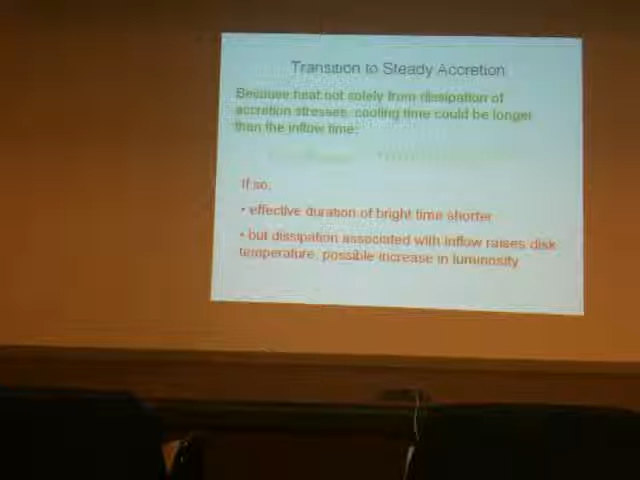 Transition to Steady Accretion
Because heat not solely from dissipation of
accretion stresses, cooling time could be longer
than the inflow time:
If so,
• effective duration of bright time shorter
• but dissipation associated with inflow raises disk
temperature, possible increase in luminosity